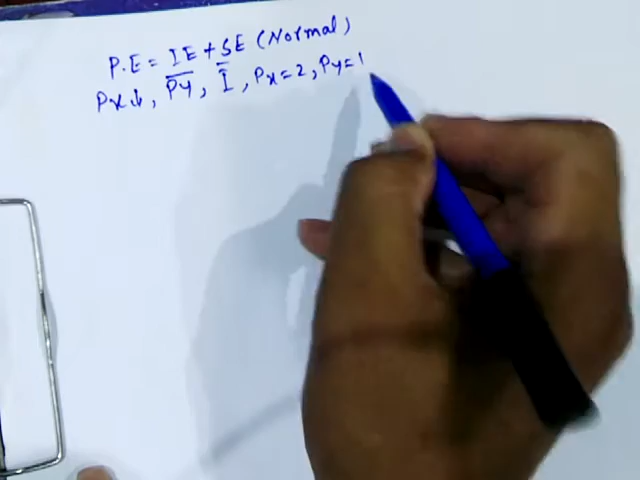 P.E = IE + SE (Normal)
Px↓, P̅y̅, I̅, Px=2, Py=1